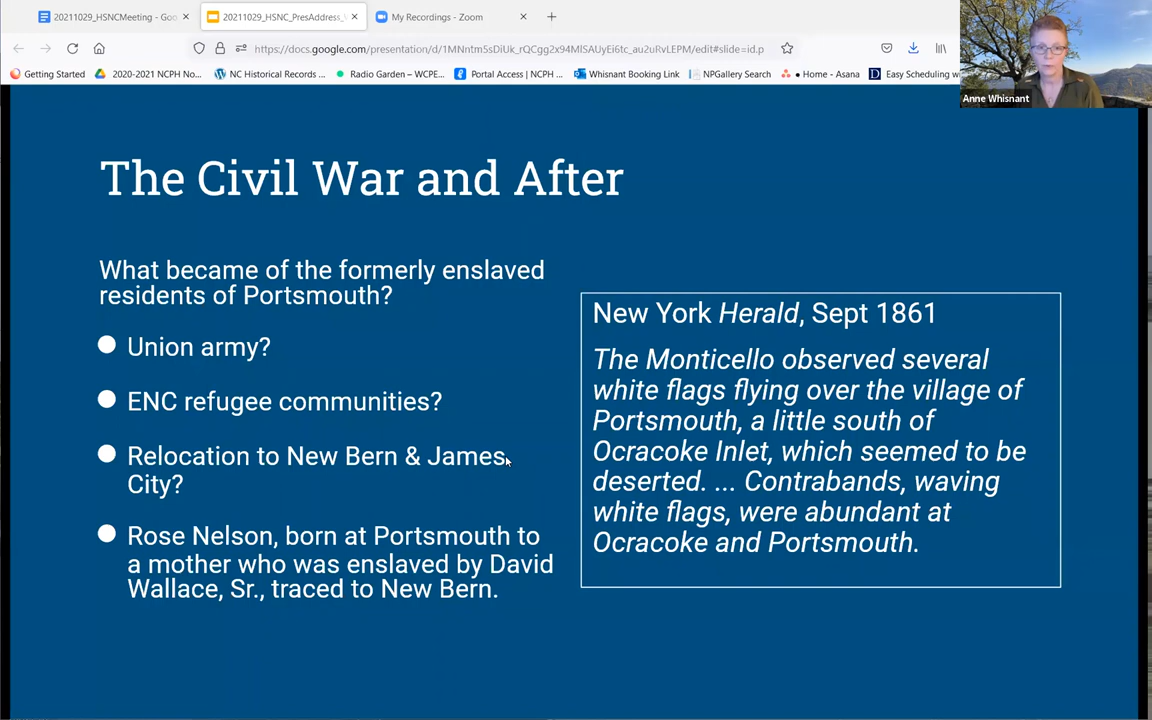 20211029_HSNCMeeting - Goo
20211029_HSNC_PresAddress_
My Recordings - Zoom
https://docs.google.com/presentation/d/1MNntm5sDiUk_rQCgg2x94MlSAUyEi6tc_au2uRvLEPM/edit#slide=id.p
Getting Started
2020-2021 NCPH No...
NC Historical Records ...
Radio Garden – WCPE...
Portal Access | NCPH ...
Whisnant Booking Link
NPGallery Search
● Home - Asana
Easy Scheduling
Anne Whisnant
The Civil War and After
What became of the formerly enslaved
residents of Portsmouth?
● Union army?
● ENC refugee communities?
● Relocation to New Bern & James
City?
● Rose Nelson, born at Portsmouth to
a mother who was enslaved by David
Wallace, Sr., traced to New Bern.
New York Herald, Sept 1861
The Monticello observed several
white flags flying over the village of
Portsmouth, a little south of
Ocracoke Inlet, which seemed to be
deserted. ... Contrabands, waving
white flags, were abundant at
Ocracoke and Portsmouth.